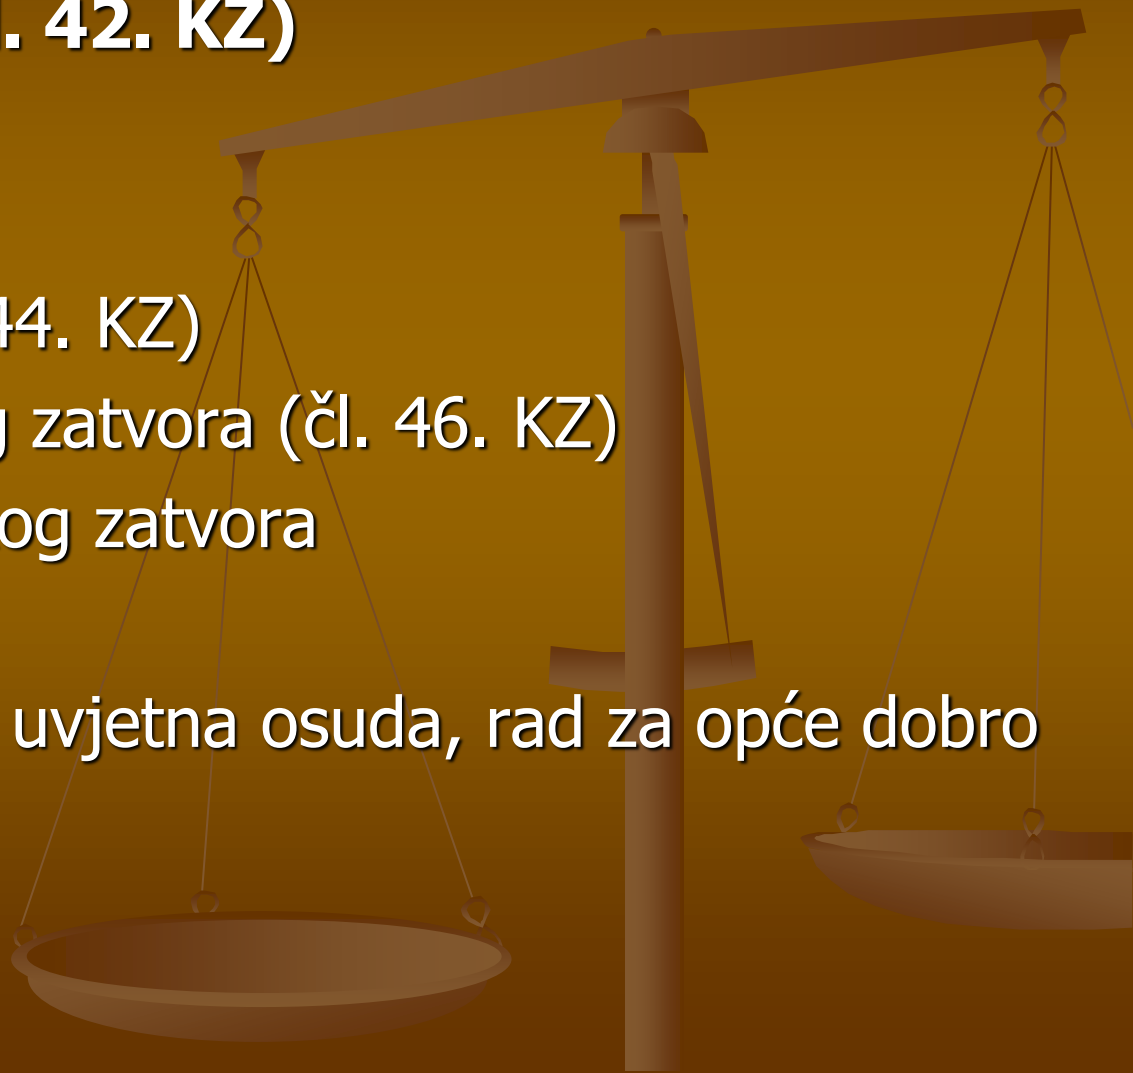 . 42. KZ)
44. KZ)
zatvora (čl. 46. KZ)
og zatvora
uvjetna osuda, rad za opće dobro